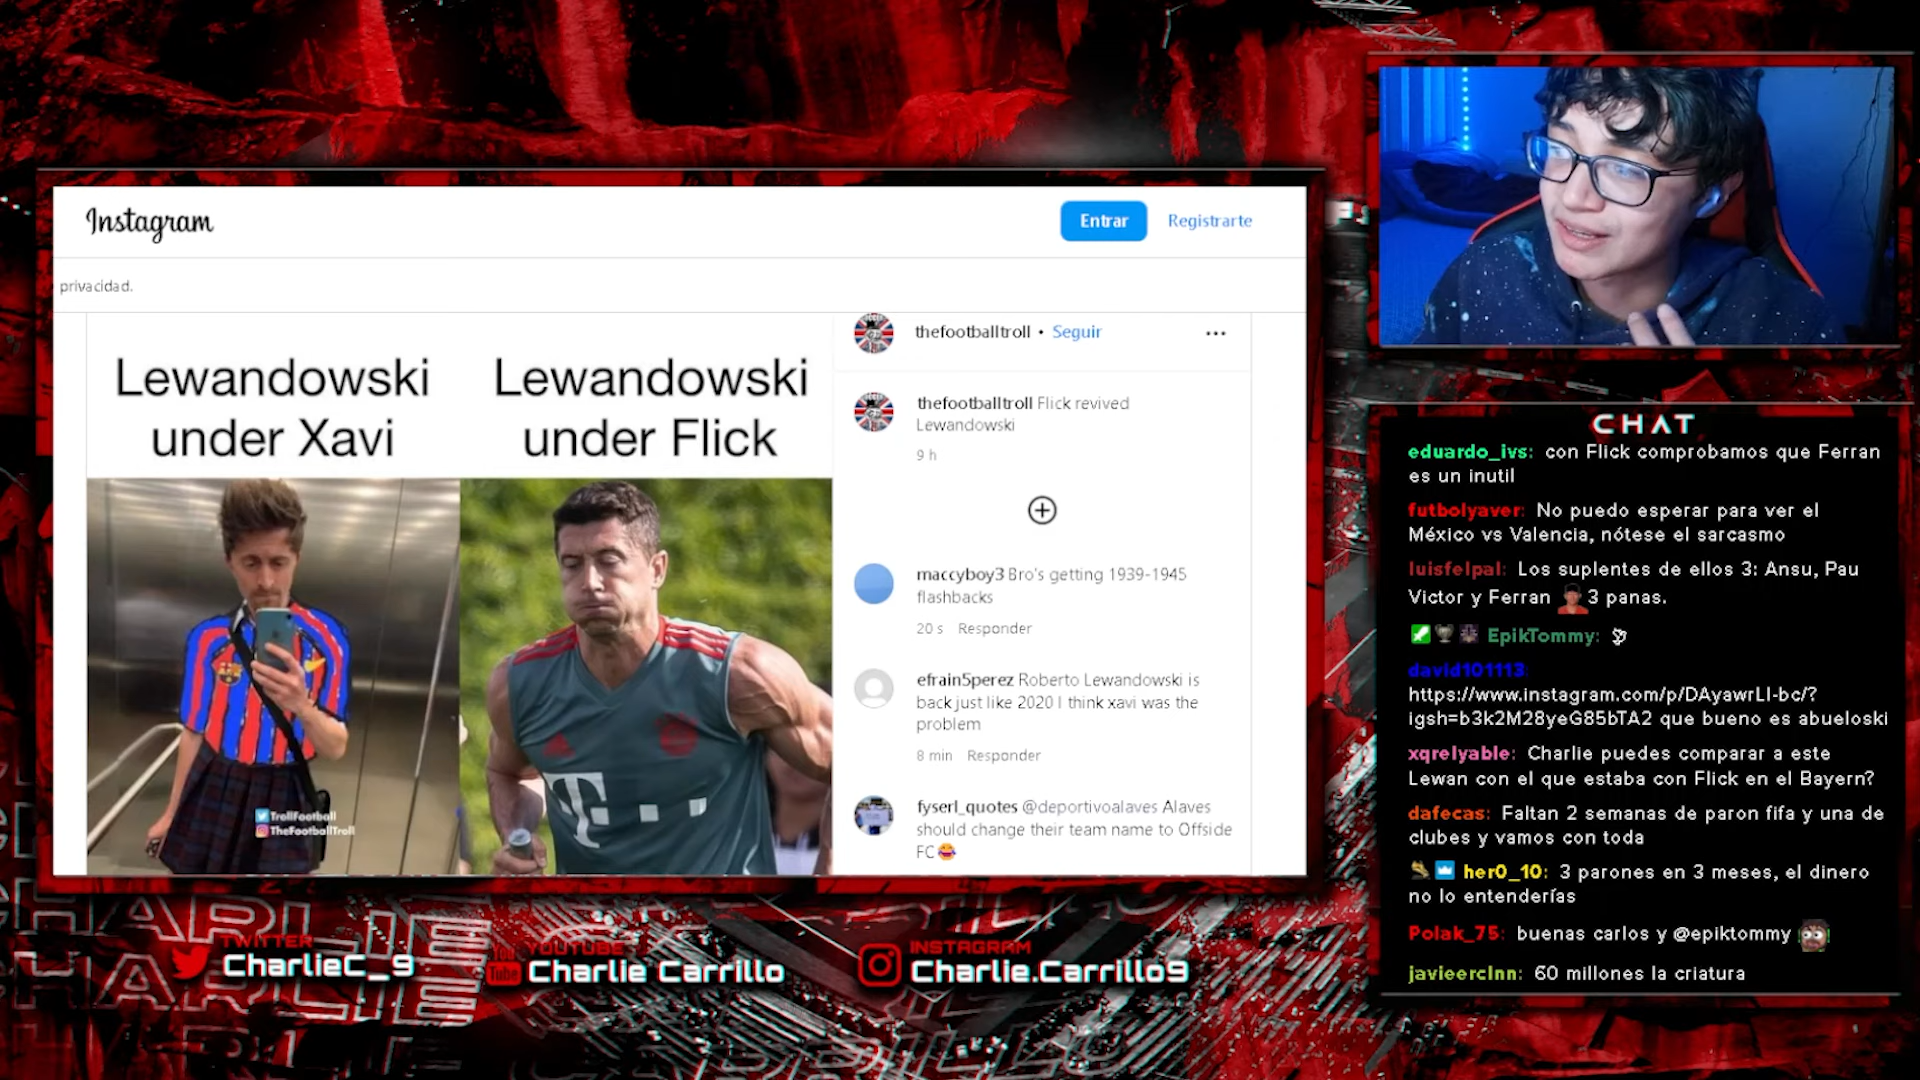 Instagram
Entrar
Registrarte
privacidad.
Lewandowski
under Xavi
Lewandowski
under Flick
TrollFootball
TheFootballTroll
thefootballtroll • Seguir
thefootballtroll Flick revived
Lewandowski
9 h
maccyboy3 Bro's getting 1939-1945
flashbacks
20 s Responder
efrain5perez Roberto Lewandowski is
back just like 2020 I think xavi was the
problem
8 min Responder
fyserl_quotes @deportivoalaves Alaves
should change their team name to Offside
FC😂
CHAT
eduardo_ivs: con Flick comprobamos que Ferran
es un inutil
futbolyaver: No puedo esperar para ver el
México vs Valencia, nótese el sarcasmo
luisfelpal: Los suplentes de ellos 3: Ansu, Pau
Victor y Ferran 3 panas.
EpikTommy: 🕊
david101113:
https://www.instagram.com/p/DAyawrLI-bc/?
igsh=b3k2M28yeG85bTA2 que bueno es abueloski
xqrelyable: Charlie puedes comparar a este
Lewan con el que estaba con Flick en el Bayern?
dafecas: Faltan 2 semanas de paron fifa y una de
clubes y vamos con toda
her0_10: 3 parones en 3 meses, el dinero
no lo entenderías
Polak_75: buenas carlos y @epiktommy
javieerclnn: 60 millones la criatura
TWITTER
CharlieC_9
You
Tube
YOUTUBE
Charlie Carrillo
INSTAGRAM
Charlie.Carrillo9